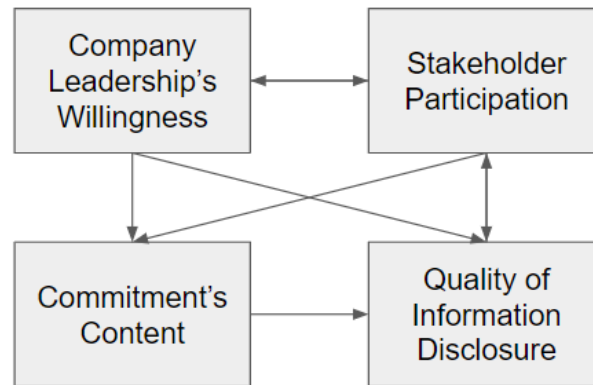 Company
Leadership's
Willingness
Stakeholder
Participation
Commitment's
Content
Quality of
Information
Disclosure